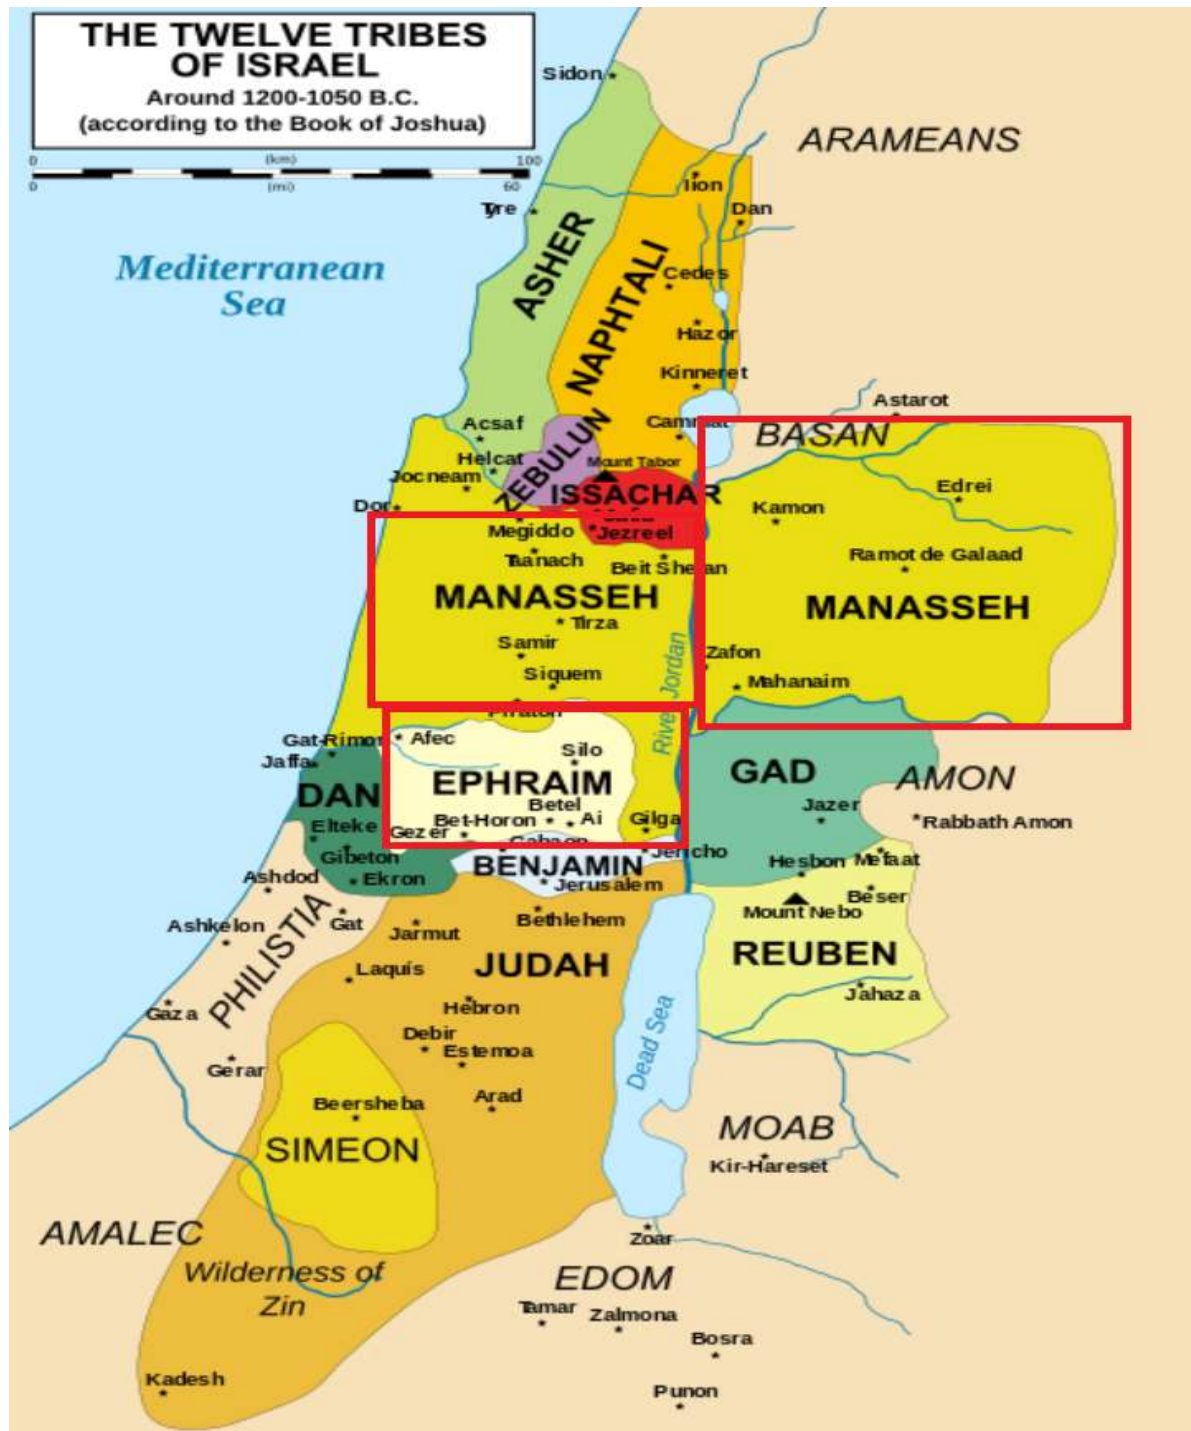 THE TWELVE TRIBES
OF ISRAEL
Around 1200-1050 B.C.
(according to the Book of Joshua)
0 (km) 100
0 (mi) 60
Sidon
ARAMEANS
Ijon
Tyre
Dan
ASHER
Mediterranean
Sea
NAPHTALI
Cedes
Hazor
Kinneret
Astarot
Acsaf
BASAN
Helcat
ZEBULUN
Mount Tabor
Jocneam
ISSACHAR
Edrei
Dor
Kamon
Megiddo
Jezreel
Taanach
Ramot de Galaad
Beit Shean
MANASSEH
MANASSEH
Tirza
Samir
Zafon
Siquem
Mahanaim
River Jordan
Piraton
Gat-Rimon
Afec
Silo
Jaffa
EPHRAIM
GAD
AMON
DAN
Betel
Jazer
Bet-Horon
Ai
Gilgal
Rabbath Amon
Elteke
Gezer
Gabaon
Jericho
Gibeton
BENJAMIN
Hesbon
Mefaat
Ashdod
Ekron
Jerusalem
Beser
Mount Nebo
Ashkelon
Gat
Bethlehem
Jarmut
PHILISTIA
REUBEN
Laquis
JUDAH
Jahaza
Gaza
Hebron
Debir
Dead Sea
Estemoa
Gerar
Arad
Beersheba
MOAB
SIMEON
Kir-Hareset
AMALEC
Zoar
Wilderness of
Zin
EDOM
Tamar
Zalmona
Bosra
Kadesh
Punon